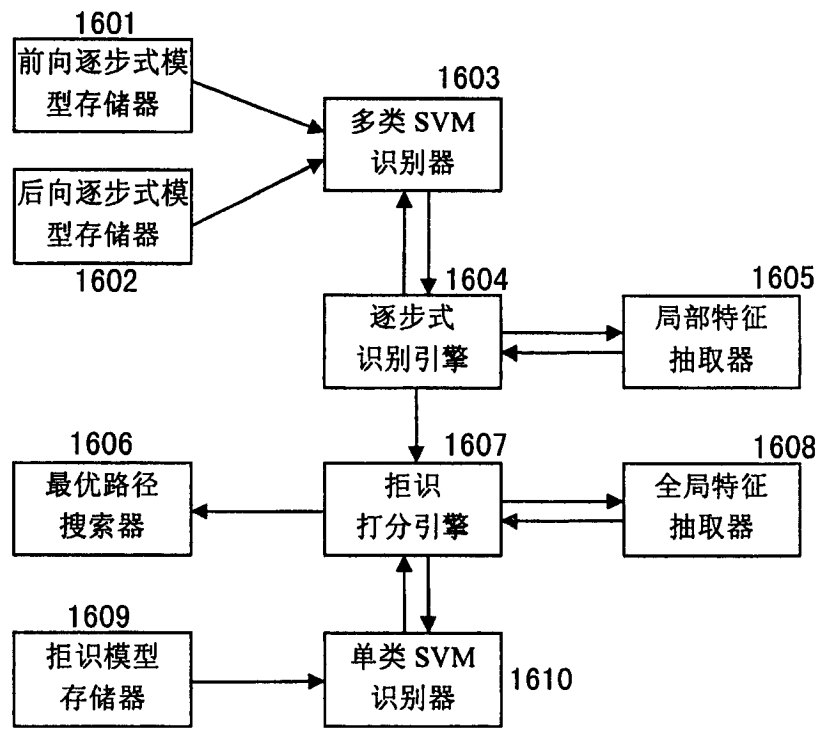 1601
前向逐步式模
型存储器
1603
多类 SVM
识别器
后向逐步式模
型存储器
1602
1604
逐步式
识别引擎
1605
局部特征
抽取器
1606
最优路径
搜索器
1607
拒识
打分引擎
1608
全局特征
抽取器
1609
拒识模型
存储器
单类 SVM
识别器
1610